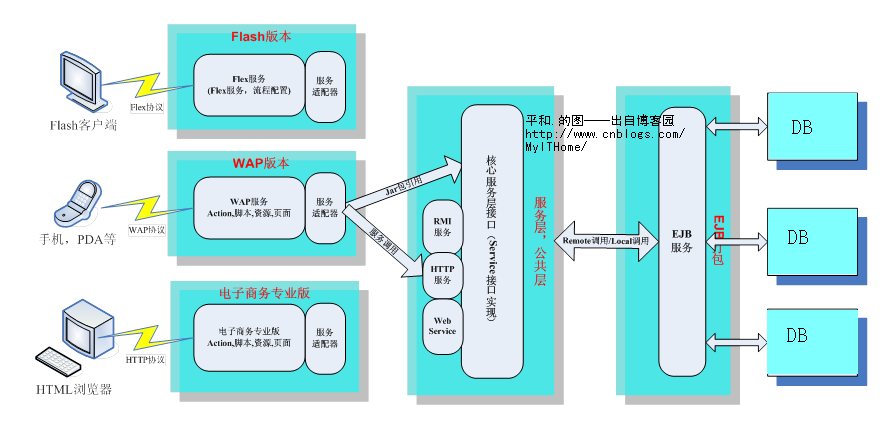 Flash版本
Flex服务
(Flex服务，流程配置)
服务
适配器
Flex协议
Flash客户端
WAP版本
WAP服务
Action,脚本,资源,页面
服务
适配器
WAP协议
手机，PDA等
电子商务专业版
电子商务专业版
Action,脚本,资源,页面
服务
适配器
HTTP协议
HTML浏览器
Jar包引用
服务调用
RMI
服务
HTTP
服务
Web
Service
核心服务层接口（Service接口实现）
服务层，公共层
平和.的图——出自博客园
http://www.cnblogs.com/
MyITHome/
Remote调用/Local调用
EJB
服务
EJB打包
DB
DB
DB